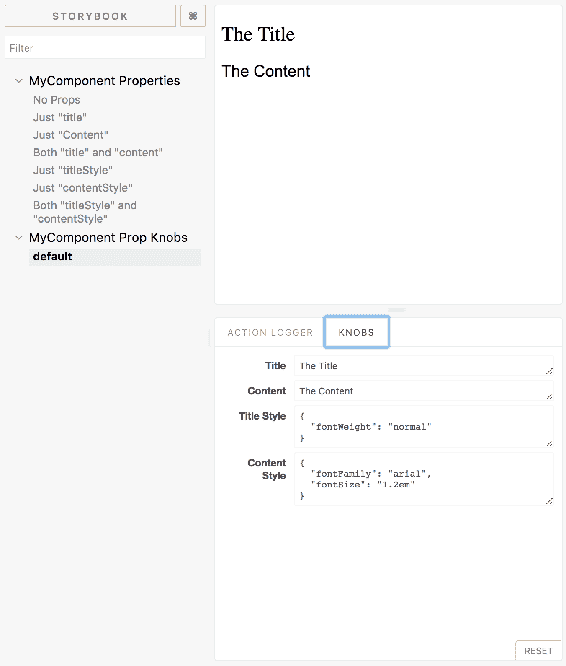 STORYBOOK ⌘
Filter
MyComponent Properties
No Props
Just "title"
Just "Content"
Both "title" and "content"
Just "titleStyle"
Just "contentStyle"
Both "titleStyle" and
"contentStyle"
MyComponent Prop Knobs
default
The Title
The Content
ACTION LOGGER KNOBS
Title The Title
Content The Content
Title Style {
"fontWeight": "normal"
}
Content Style {
"fontFamily": "arial",
"fontSize": "1.2em"
}
RESET